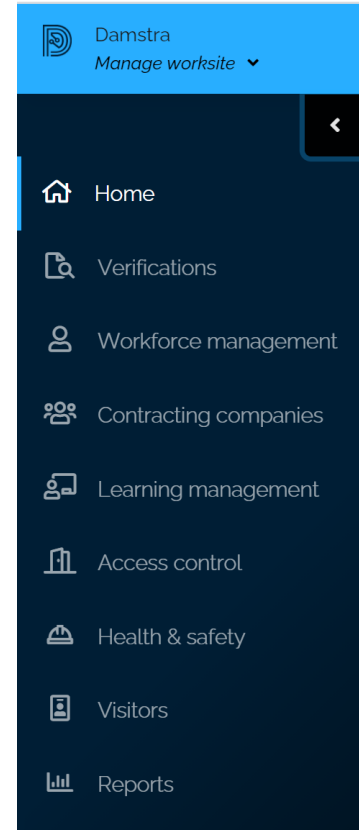 Damstra
Manage worksite
Home
Verifications
Workforce management
Contracting companies
Learning management
Access control
Health & safety
Visitors
Reports